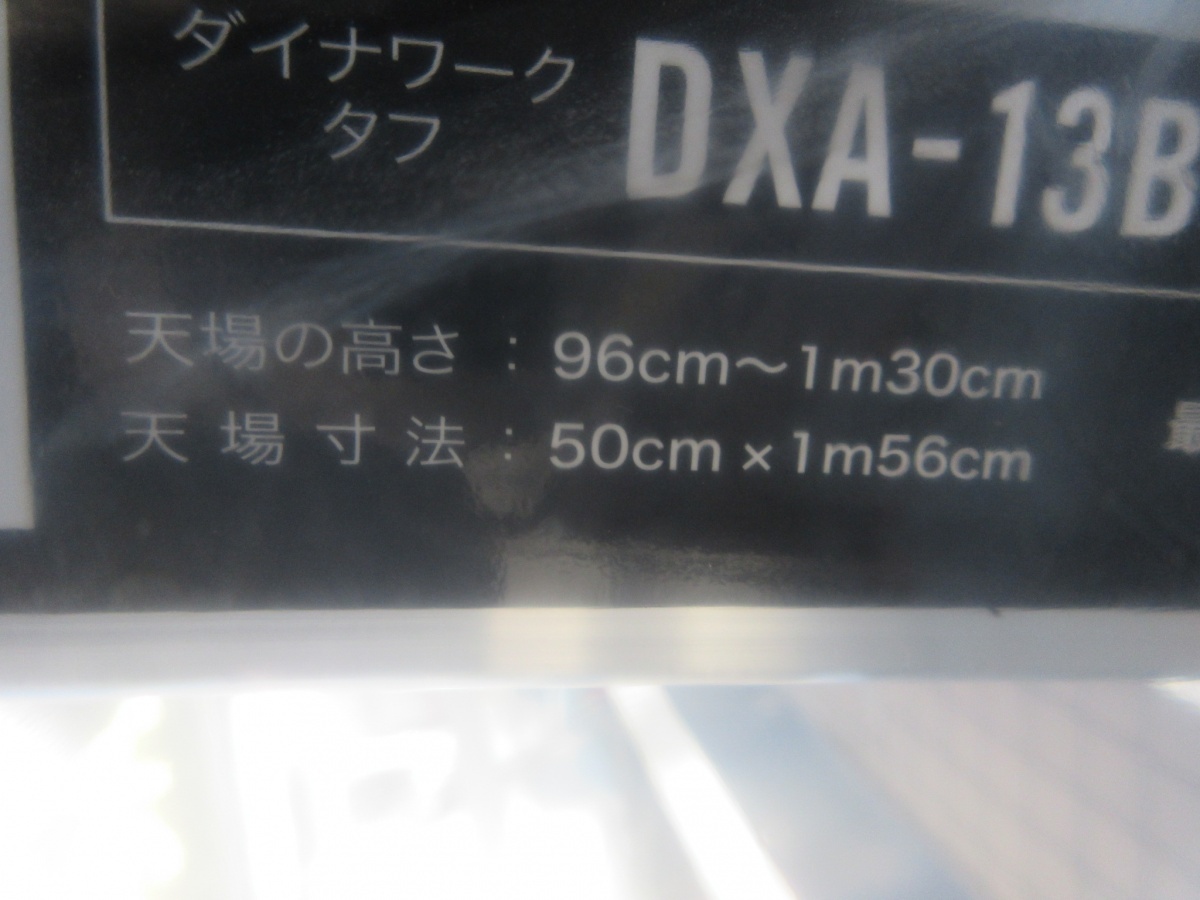 ダイナワーク
タフ
DXA-13B
天場の高さ：96cm～1m30cm
天場寸法：50cm×1m56cm
最